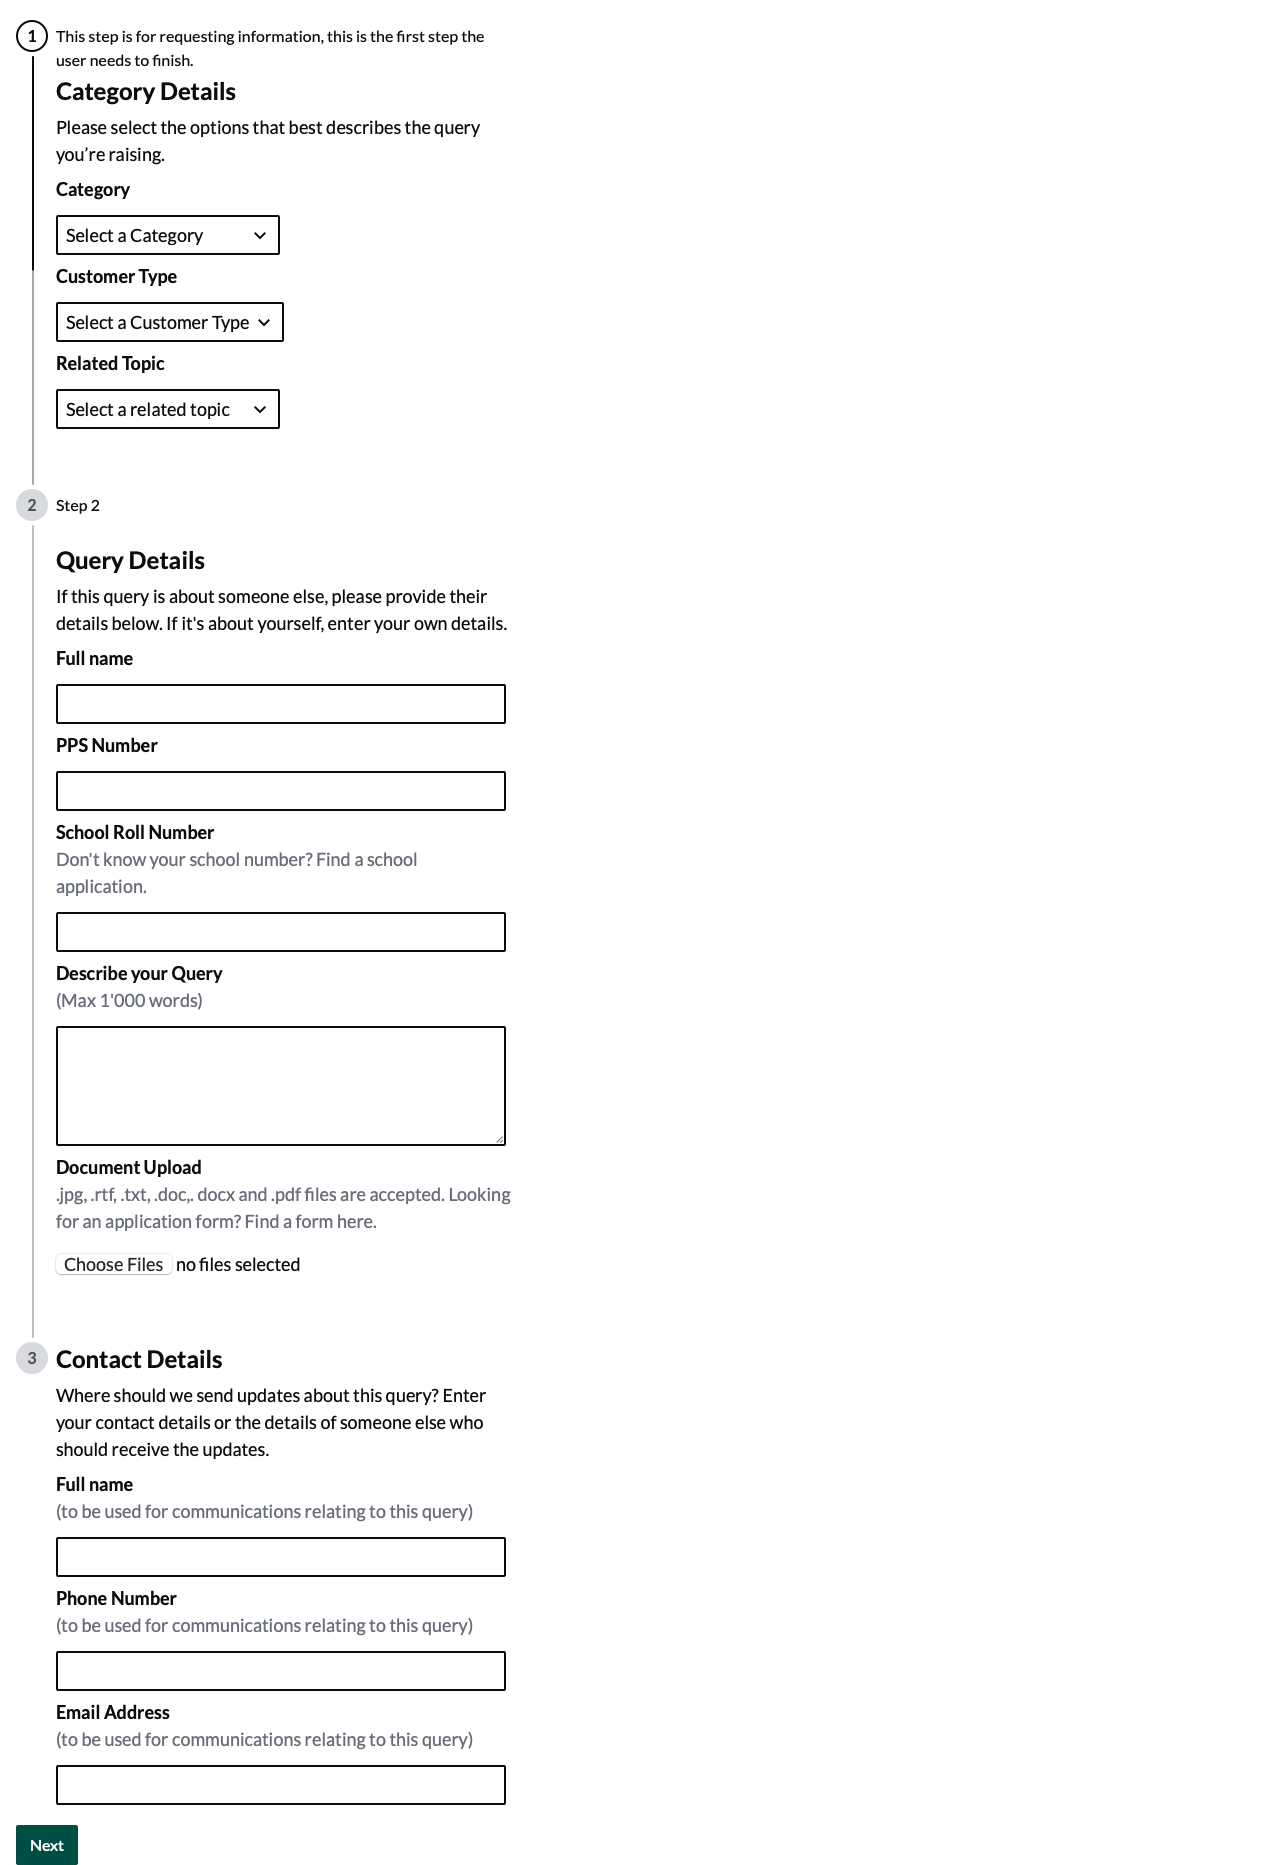 1
This step is for requesting information, this is the first step the
user needs to finish.
Category Details
Please select the options that best describes the query
you’re raising.
Category
Select a Category
Customer Type
Select a Customer Type
Related Topic
Select a related topic
2
Step 2
Query Details
If this query is about someone else, please provide their
details below. If it's about yourself, enter your own details.
Full name
PPS Number
School Roll Number
Don't know your school number? Find a school
application.
Describe your Query
(Max 1'000 words)
Document Upload
.jpg, .rtf, .txt, .doc,. docx and .pdf files are accepted. Looking
for an application form? Find a form here.
Choose Files no files selected
3
Contact Details
Where should we send updates about this query? Enter
your contact details or the details of someone else who
should receive the updates.
Full name
(to be used for communications relating to this query)
Phone Number
(to be used for communications relating to this query)
Email Address
(to be used for communications relating to this query)
Next